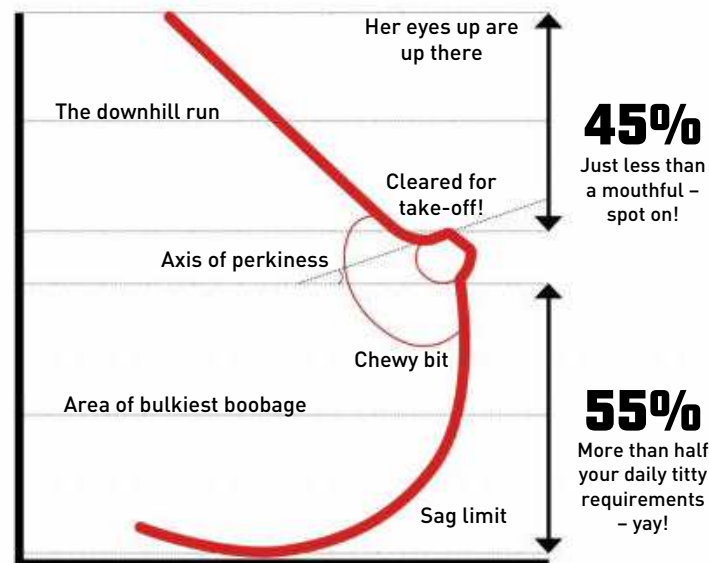 Her eyes up are
up there
The downhill run
45%
Just less than
a mouthful –
spot on!
Cleared for
take-off!
Axis of perkiness
Chewy bit
Area of bulkiest boobage
55%
More than half
your daily titty
requirements
– yay!
Sag limit